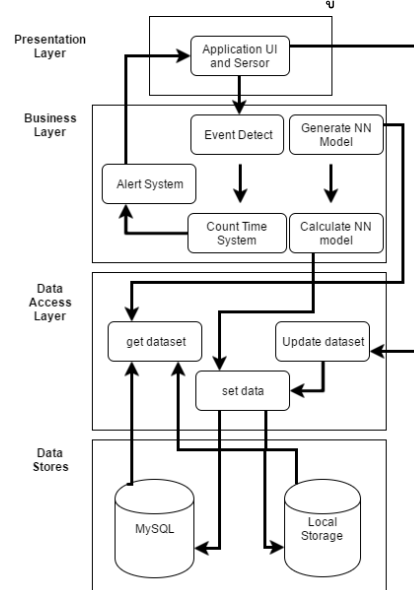 Presentation
Layer
Application UI
and Sersor
Business
Layer
Event Detect
Generate NN
Model
Alert System
Count Time
System
Calculate NN
model
Data
Access
Layer
get dataset
Update dataset
set data
Data
Stores
MySQL
Local
Storage